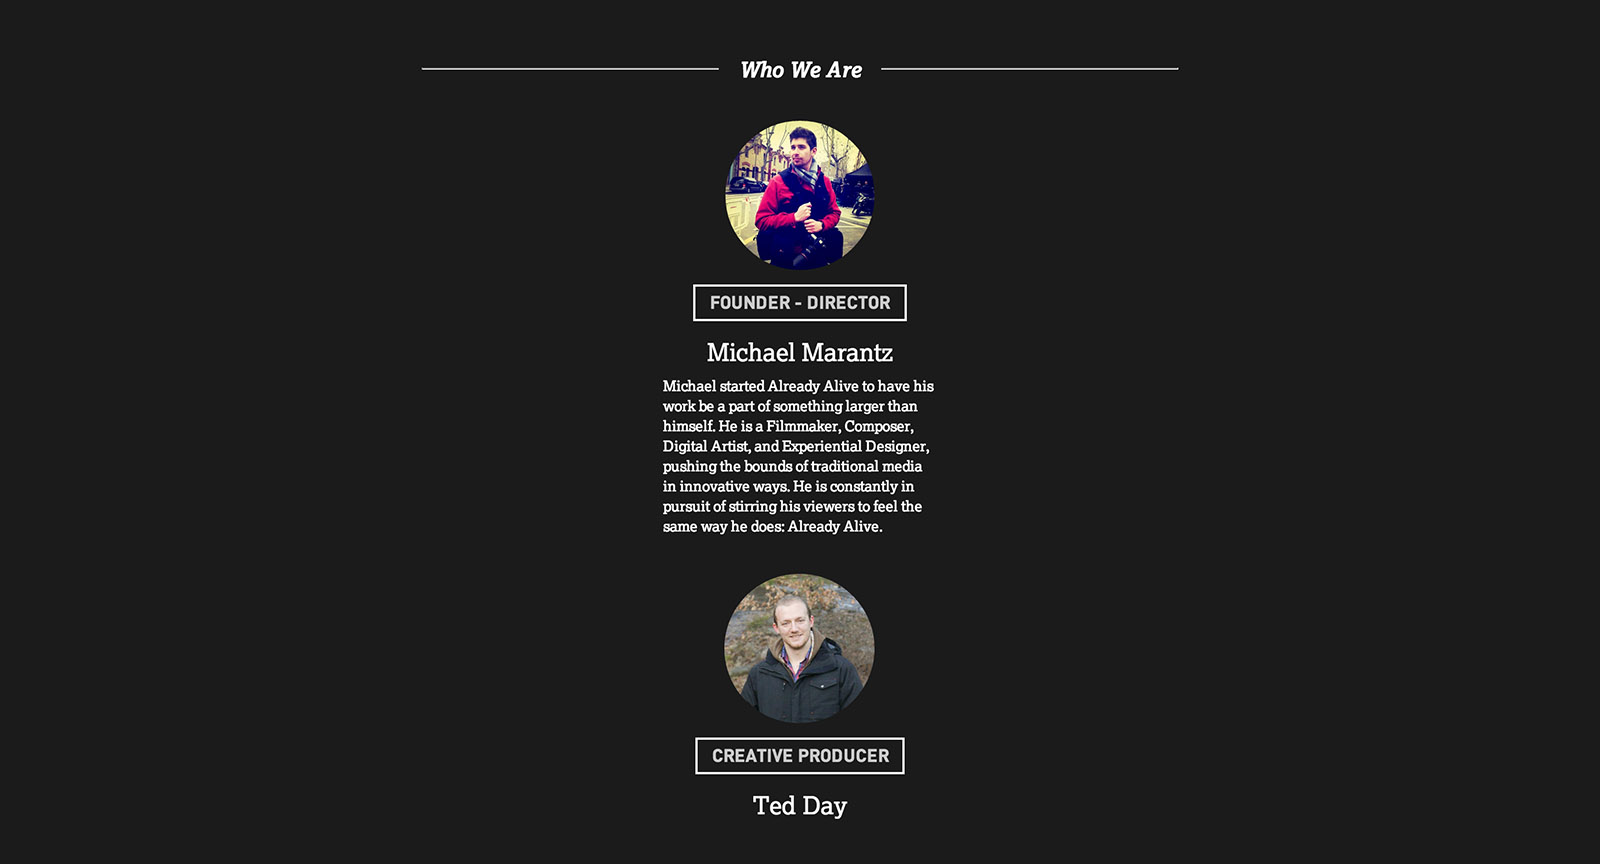 Who We Are
FOUNDER - DIRECTOR
Michael Marantz
Michael started Already Alive to have his
work be a part of something larger than
himself. He is a Filmmaker, Composer,
Digital Artist, and Experiential Designer,
pushing the bounds of traditional media
in innovative ways. He is constantly in
pursuit of stirring his viewers to feel the
same way he does: Already Alive.
CREATIVE PRODUCER
Ted Day